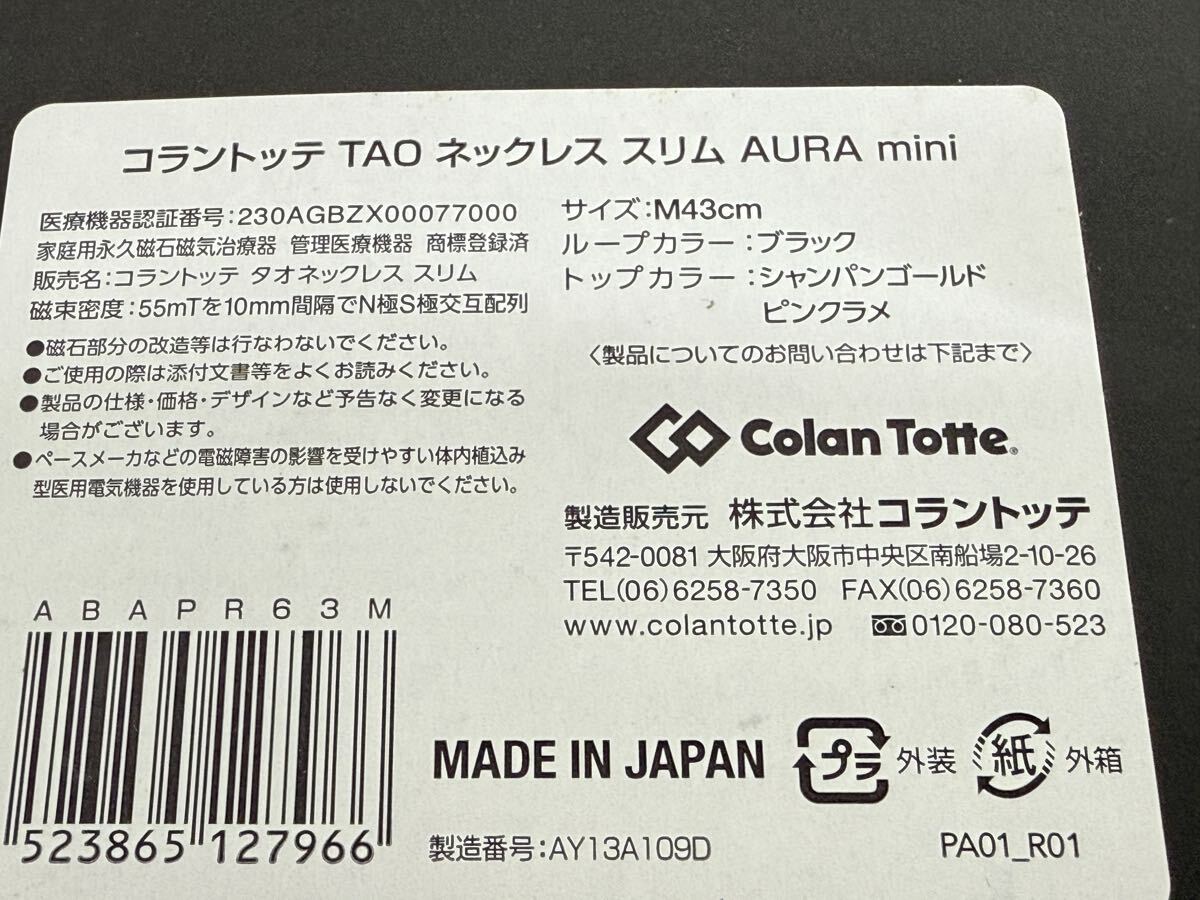 コラントッテ TAO ネックレス スリム AURA mini
医療機器認証番号:230AGBZX00077000
家庭用永久磁石磁気治療器 管理医療機器 商標登録済
販売名:コラントッテ タオネックレス スリム
磁束密度:55mTを10mm間隔でN極S極交互配列
●磁石部分の改造等は行なわないでください。
●ご使用の際は添付文書等をよくお読みください。
●製品の仕様・価格・デザインなど予告なく変更になる
場合がございます。
●ペースメーカなどの電磁障害の影響を受けやすい体内植込み
型医用電気機器を使用している方は使用しないでください。
サイズ:M43cm
ループカラー:ブラック
トップカラー:シャンパンゴールド
ピンクラメ
〈製品についてのお問い合わせは下記まで〉
Colan Totte®
製造販売元 株式会社コラントッテ
〒542-0081 大阪府大阪市中央区南船場2-10-26
TEL(06)6258-7350 FAX(06)6258-7360
www.colantotte.jp 0120-080-523
ABAPR63M
523865 127966
MADE IN JAPAN
プラ 外装
紙 外箱
製造番号:AY13A109D
PA01_R01